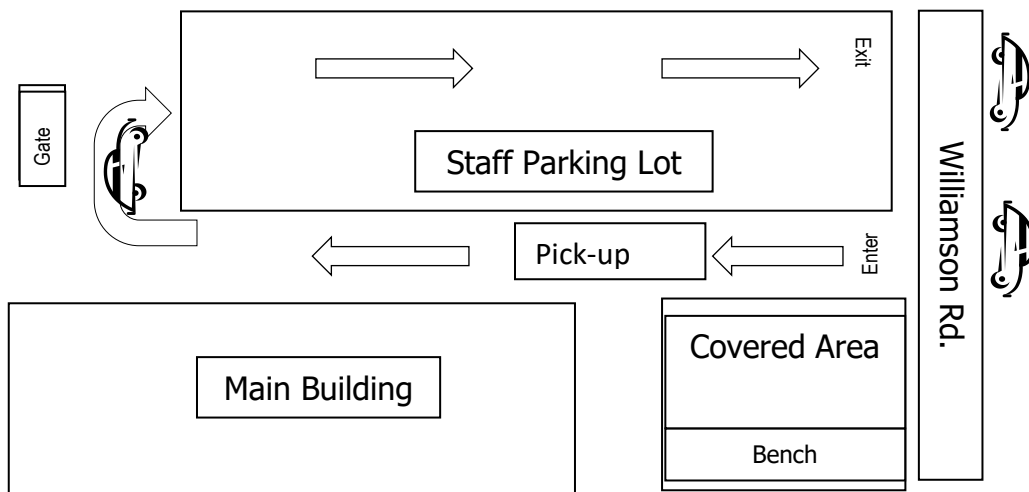 Exit
Gate
Staff Parking Lot
Williamson Rd.
Pick-up
Enter
Covered Area
Main Building
Bench